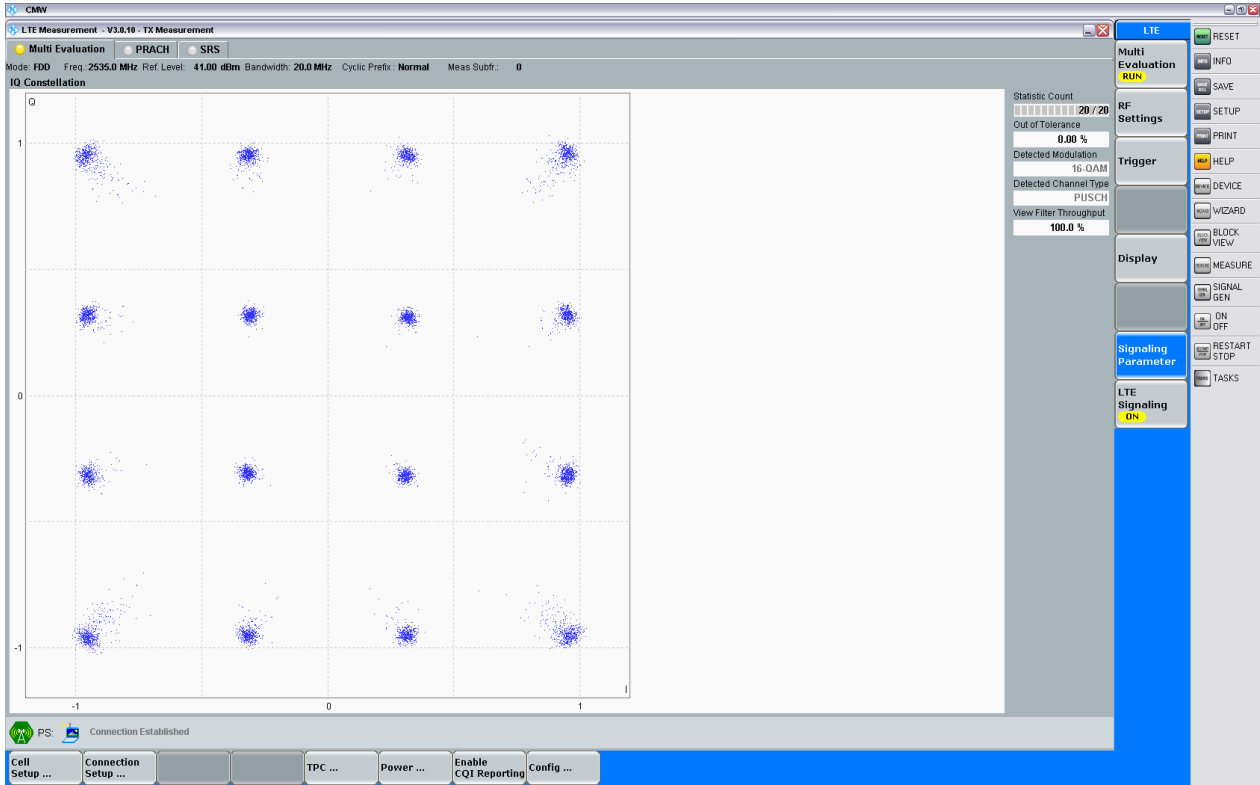 CMW
LTE Measurement - V3.0.10 - TX Measurement
Multi Evaluation PRACH SRS
Mode: FDD Freq.: 2535.0 MHz Ref. Level: 41.00 dBm Bandwidth: 20.0 MHz Cyclic Prefix: Normal Meas Subfr.: 0
IQ Constellation
Q
1
0
-1
I
-1 0 1
Statistic Count
20 / 20
Out of Tolerance
0.00 %
Detected Modulation
16-QAM
Detected Channel Type
PUSCH
View Filter Throughput
100.0 %
LTE
Multi
Evaluation
RUN
RF
Settings
Trigger
Display
Signaling
Parameter
LTE
Signaling
ON
RESET
INFO
SAVE
SETUP
PRINT
HELP
DEVICE
WIZARD
BLOCK
VIEW
MEASURE
SIGNAL
GEN
ON
OFF
RESTART
STOP
TASKS
PS: Connection Established
Cell
Setup ...
Connection
Setup ...
TPC ...
Power ...
Enable
CQI Reporting
Config ...